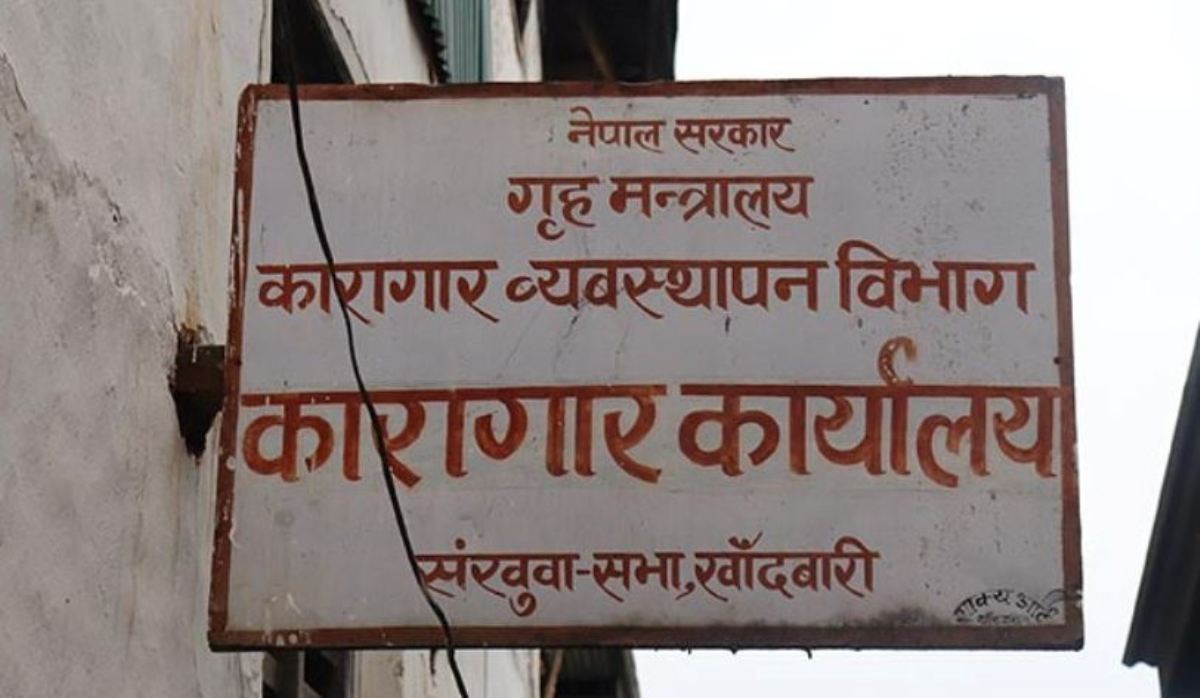 नेपाल सरकार
गृह मन्त्रालय
कारागार व्यबस्थापन विभाग
कारागार कार्यालय
संखुवा-सभा,खाँदबारी